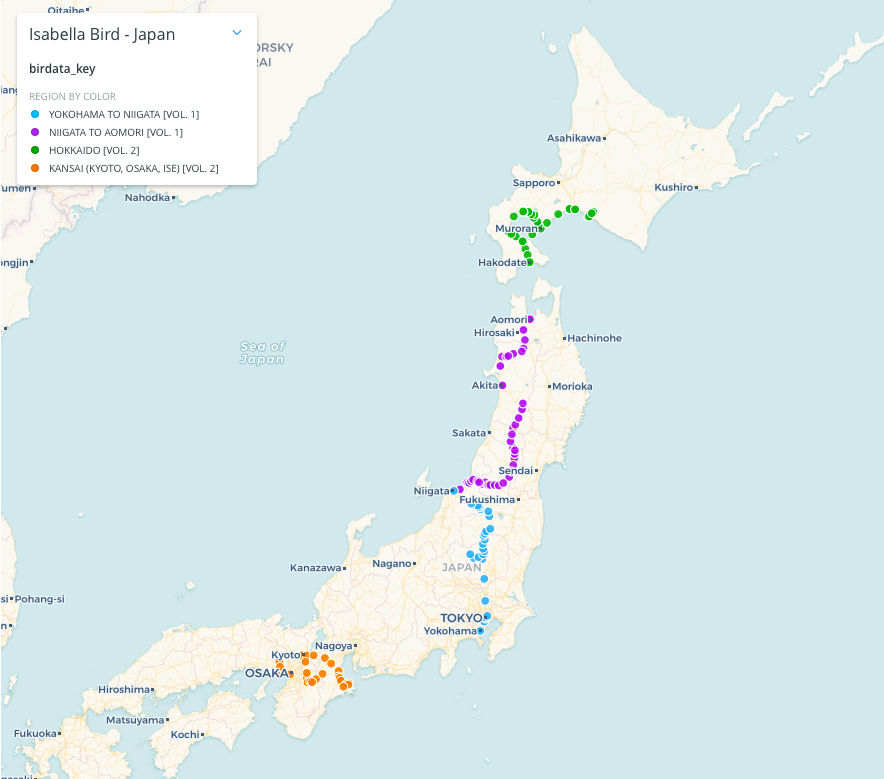 Oitaihe
Isabella Bird - Japan
ORSKY
RAI
birdata_key
REGION BY COLOR
YOKOHAMA TO NIIGATA [VOL. 1]
NIIGATA TO AOMORI [VOL. 1]
HOKKAIDO [VOL. 2]
KANSAI (KYOTO, OSAKA, ISE) [VOL. 2]
Asahikawa
Sapporo
Kushiro
Nahodka
Muroran
Hakodate
ongjin
Aomori
Hirosaki
Hachinohe
Sea of
Japan
Akita
Morioka
Sakata
Sendai
Niigata
Fukushima
Kanazawa
Nagano
JAPAN
si
Pohang-si
n
TOKYO
Yokohama
Nagoya
Kyoto
OSAKA
Hiroshima
Matsuyama
Fukuoka
Kochi